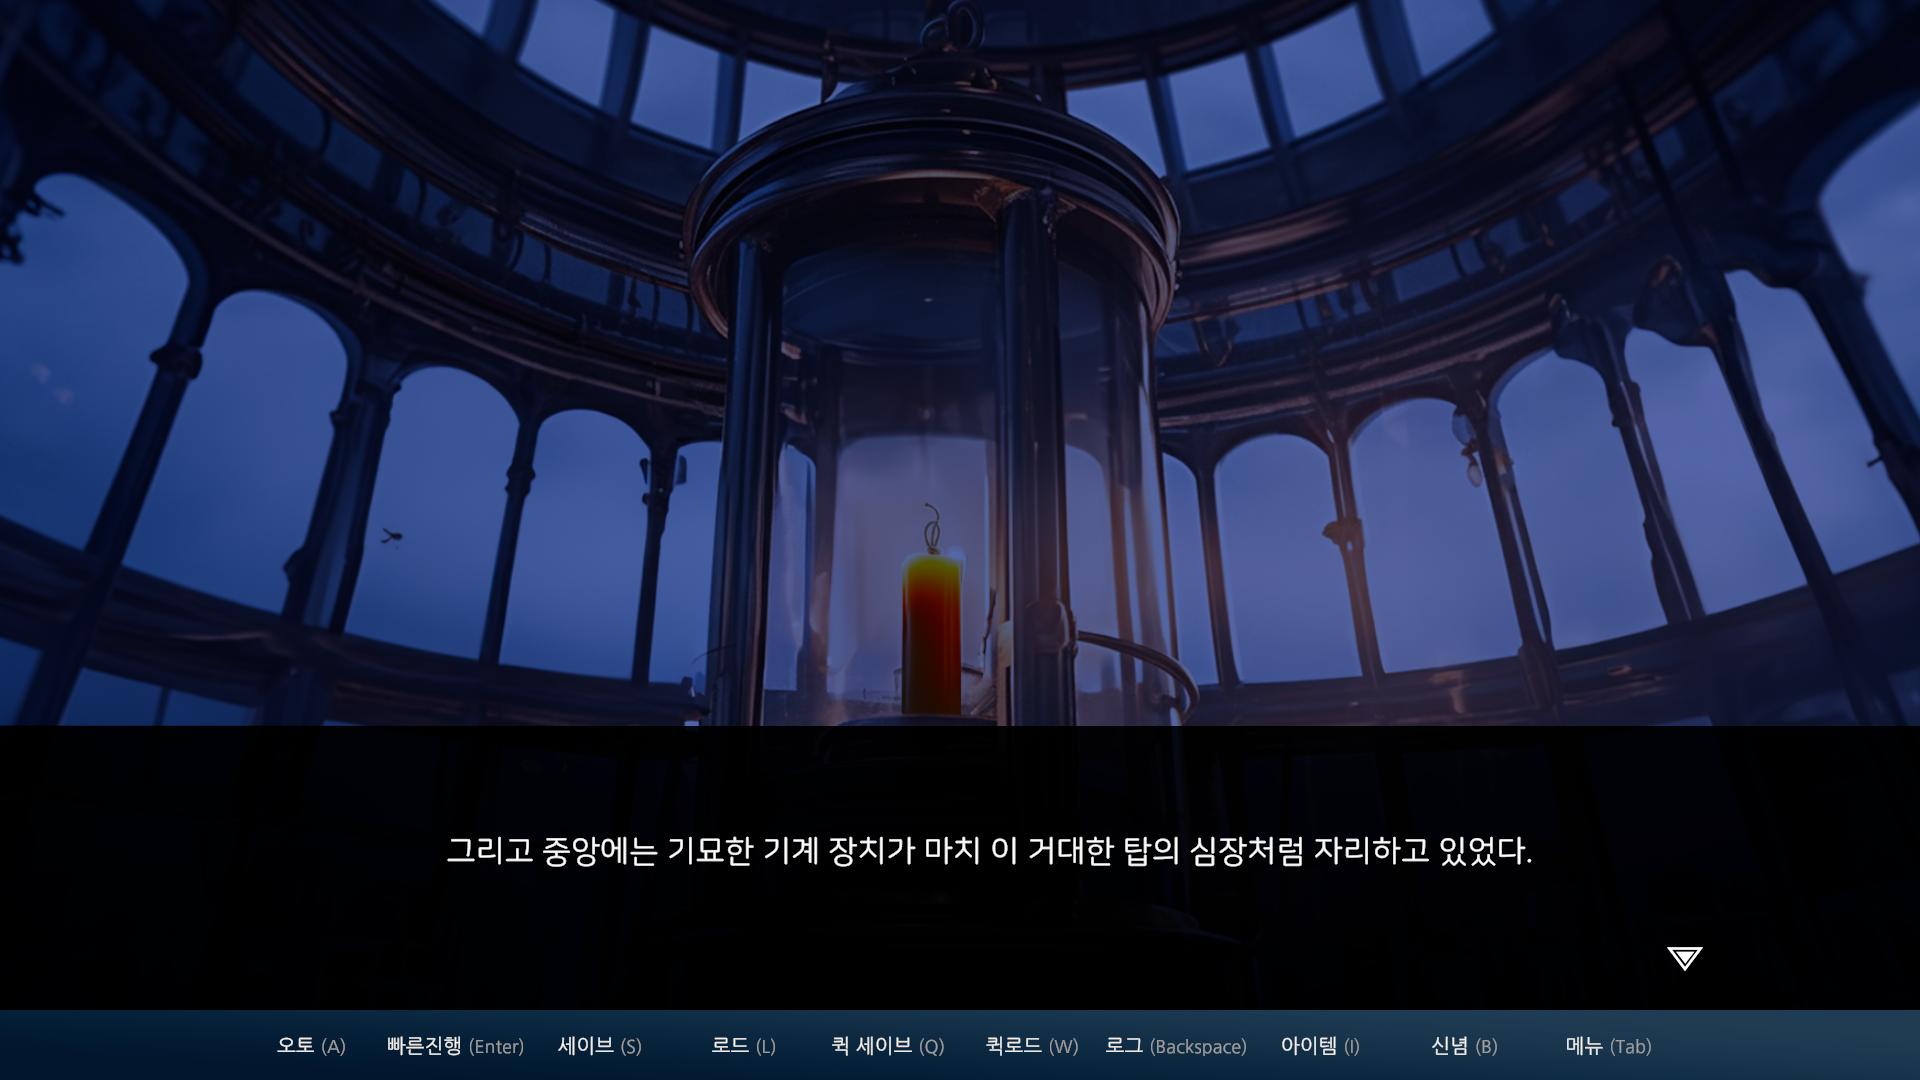 그리고 중앙에는 기묘한 기계 장치가 마치 이 거대한 탑의 심장처럼 자리하고 있었다.
오토 (A) 빠른진행 (Enter) 세이브 (S) 로드 (L) 퀵 세이브 (Q) 퀵로드 (W) 로그 (Backspace) 아이템 (I) 신념 (B) 메뉴 (Tab)